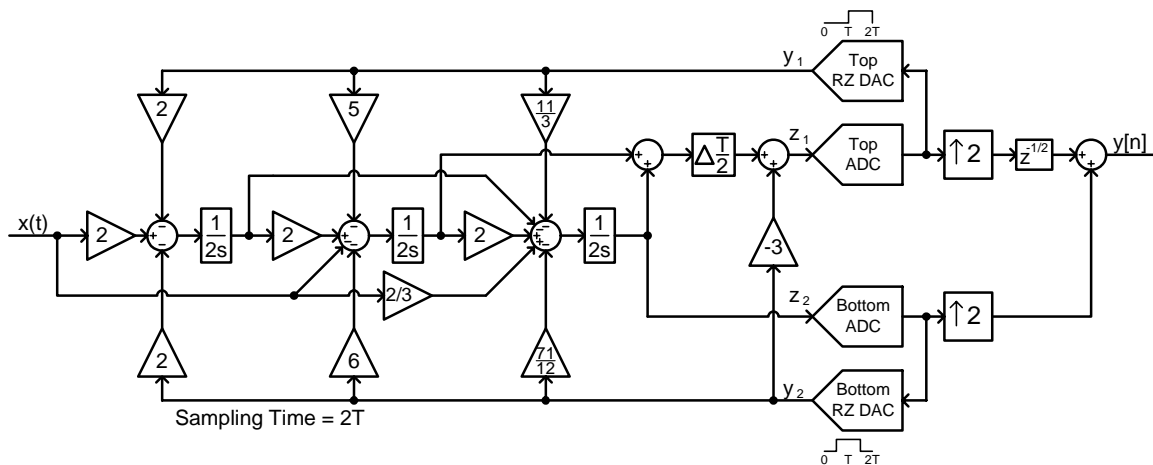 0 T 2T
y1
Top
RZ DAC
2
5
11/3
z1
Top
ADC
↑2
z^-1/2
y[n]
+
+
Δ T/2
+
+
+
+
x(t)
2
+
−
−
1/2s
2
+
−
−
−
1/2s
2
−
−
+
+
−
1/2s
-3
2/3
z2
Bottom
ADC
↑2
2
6
71/12
y2
Bottom
RZ DAC
Sampling Time = 2T
0 T 2T